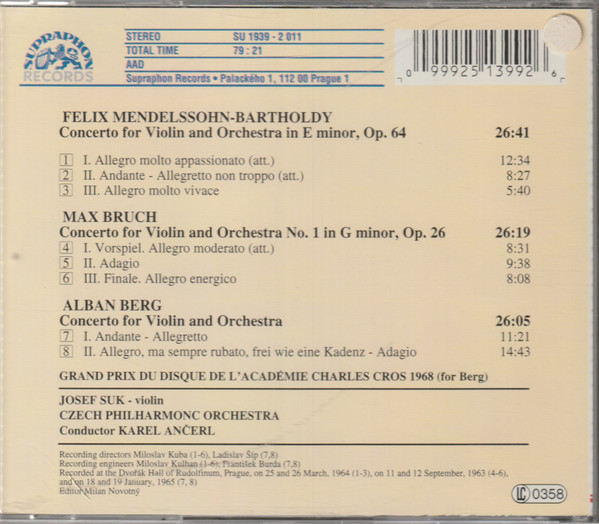 SUPRAPHON
RECORDS
STEREO SU 1939 - 2 011
TOTAL TIME 79 : 21
AAD
Supraphon Records • Palackého 1, 112 00 Prague 1
0 99925 13992 6
FELIX MENDELSSOHN-BARTHOLDY
Concerto for Violin and Orchestra in E minor, Op. 64 26:41
1 I. Allegro molto appassionato (att.) 12:34
2 II. Andante - Allegretto non troppo (att.) 8:27
3 III. Allegro molto vivace 5:40
MAX BRUCH
Concerto for Violin and Orchestra No. 1 in G minor, Op. 26 26:19
4 I. Vorspiel. Allegro moderato (att.) 8:31
5 II. Adagio 9:38
6 III. Finale. Allegro energico 8:08
ALBAN BERG
Concerto for Violin and Orchestra 26:05
7 I. Andante - Allegretto 11:21
8 II. Allegro, ma sempre rubato, frei wie eine Kadenz - Adagio 14:43
GRAND PRIX DU DISQUE DE L'ACADÉMIE CHARLES CROS 1968 (for Berg)
JOSEF SUK - violin
CZECH PHILHARMONC ORCHESTRA
Conductor KAREL ANČERL
Recording directors Miloslav Kuba (1-6), Ladislav Šíp (7,8)
Recording engineers Miloslav Kulhan (1-6), František Burda (7,8)
Recorded at the Dvořák Hall of Rudolfinum, Prague, on 25 and 26 March, 1964 (1-3), on 11 and 12 September, 1963 (4-6),
and on 18 and 19 January, 1965 (7,8)
Editor Milan Novotný
LC 0358